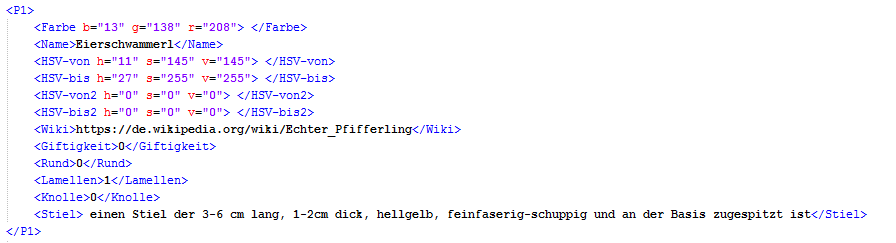 <P1>
<Farbe b="13" g="138" r="208"> </Farbe>
<Name>Eierschwammerl</Name>
<HSV-von h="11" s="145" v="145"> </HSV-von>
<HSV-bis h="27" s="255" v="255"> </HSV-bis>
<HSV-von2 h="0" s="0" v="0"> </HSV-von2>
<HSV-bis2 h="0" s="0" v="0"> </HSV-bis2>
<Wiki>https://de.wikipedia.org/wiki/Echter_Pfifferling</Wiki>
<Giftigkeit>0</Giftigkeit>
<Rund>0</Rund>
<Lamellen>1</Lamellen>
<Knolle>0</Knolle>
<Stiel> einen Stiel der 3-6 cm lang, 1-2cm dick, hellgelb, feinfaserig-schuppig und an der Basis zugespitzt ist</Stiel>
</P1>